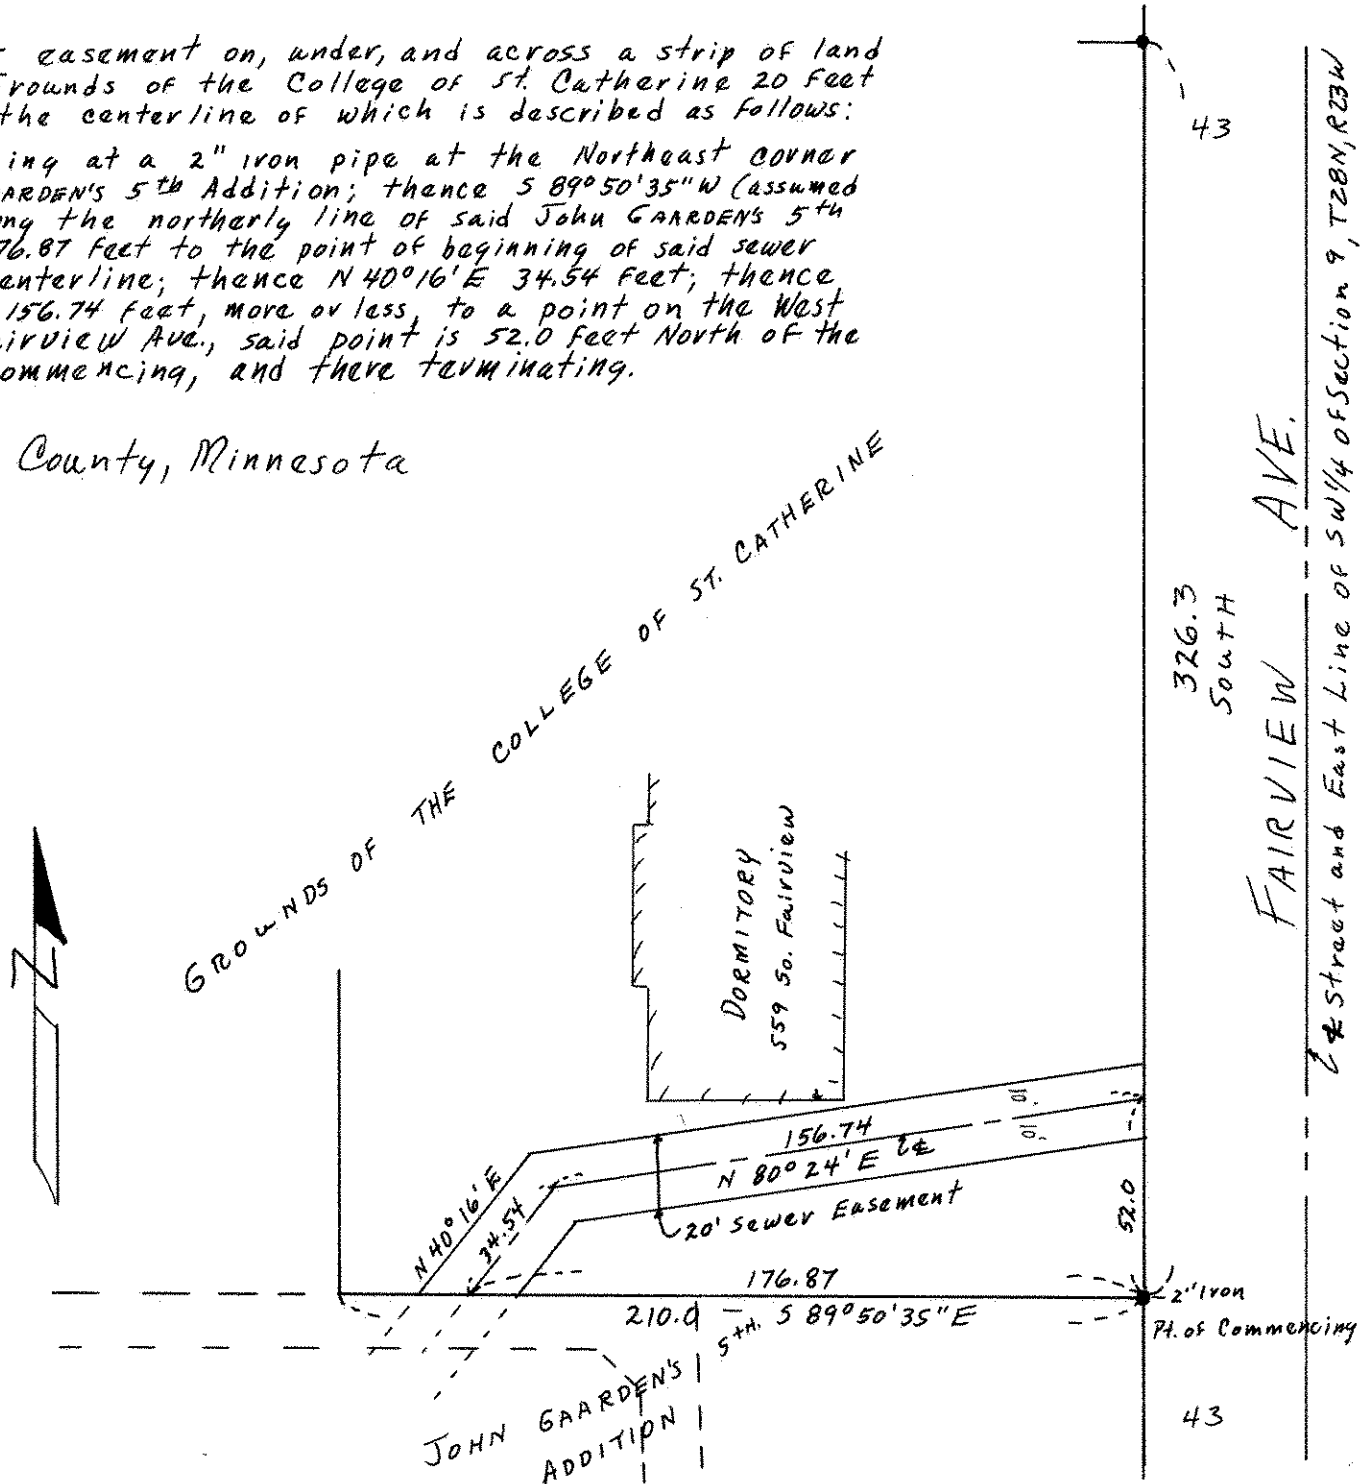 easement on, under, and across a strip of land
Grounds of the College of St. Catherine 20 feet
the centerline of which is described as follows:
ing at a 2" iron pipe at the Northeast corner
ARDEN'S 5th Addition; thence S 89°50'35"W (assumed
ng the northerly line of said John GAARDEN'S 5th
76.87 feet to the point of beginning of said sewer
enterline; thence N 40°16'E 34.54 feet; thence
156.74 feet, more or less, to a point on the West
irview Ave., said point is 52.0 feet North of the
ommencing, and there terminating.
County, Minnesota
GROUNDS OF THE COLLEGE OF ST. CATHERINE
43
326.3
South
FAIRVIEW AVE.
℄ street and East Line of SW 1/4 of Section 9, T28N, R23W
N
DORMITORY
559 So. Fairview
10
10
156.74
N 80° 24' E ℄
N 40° 16' E
34.54
20' Sewer Easement
52.0
176.87
210.0 - S 89°50'35"E
2" Iron
Pt. of Commencing
JOHN GAARDEN'S 5TH.
ADDITION
43